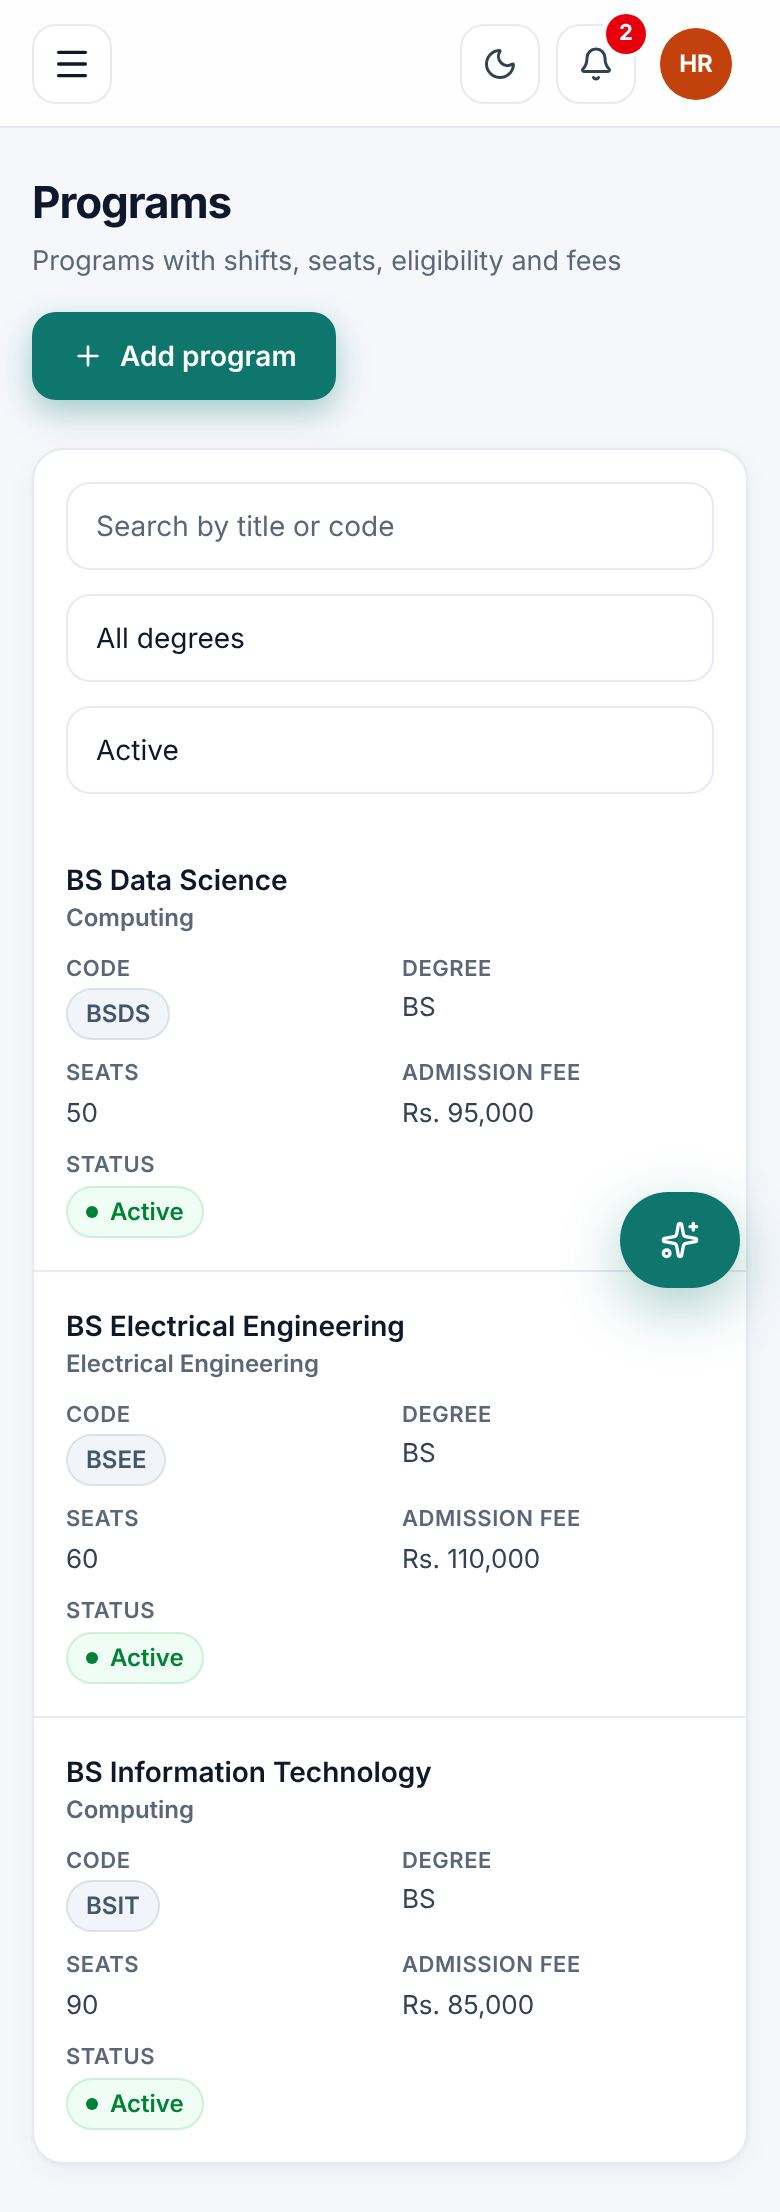 2
HR
Programs
Programs with shifts, seats, eligibility and fees
Add program
Search by title or code
All degrees
Active
BS Data Science
Computing
CODE DEGREE
BSDS BS
SEATS ADMISSION FEE
50 Rs. 95,000
STATUS
Active
BS Electrical Engineering
Electrical Engineering
CODE DEGREE
BSEE BS
SEATS ADMISSION FEE
60 Rs. 110,000
STATUS
Active
BS Information Technology
Computing
CODE DEGREE
BSIT BS
SEATS ADMISSION FEE
90 Rs. 85,000
STATUS
Active